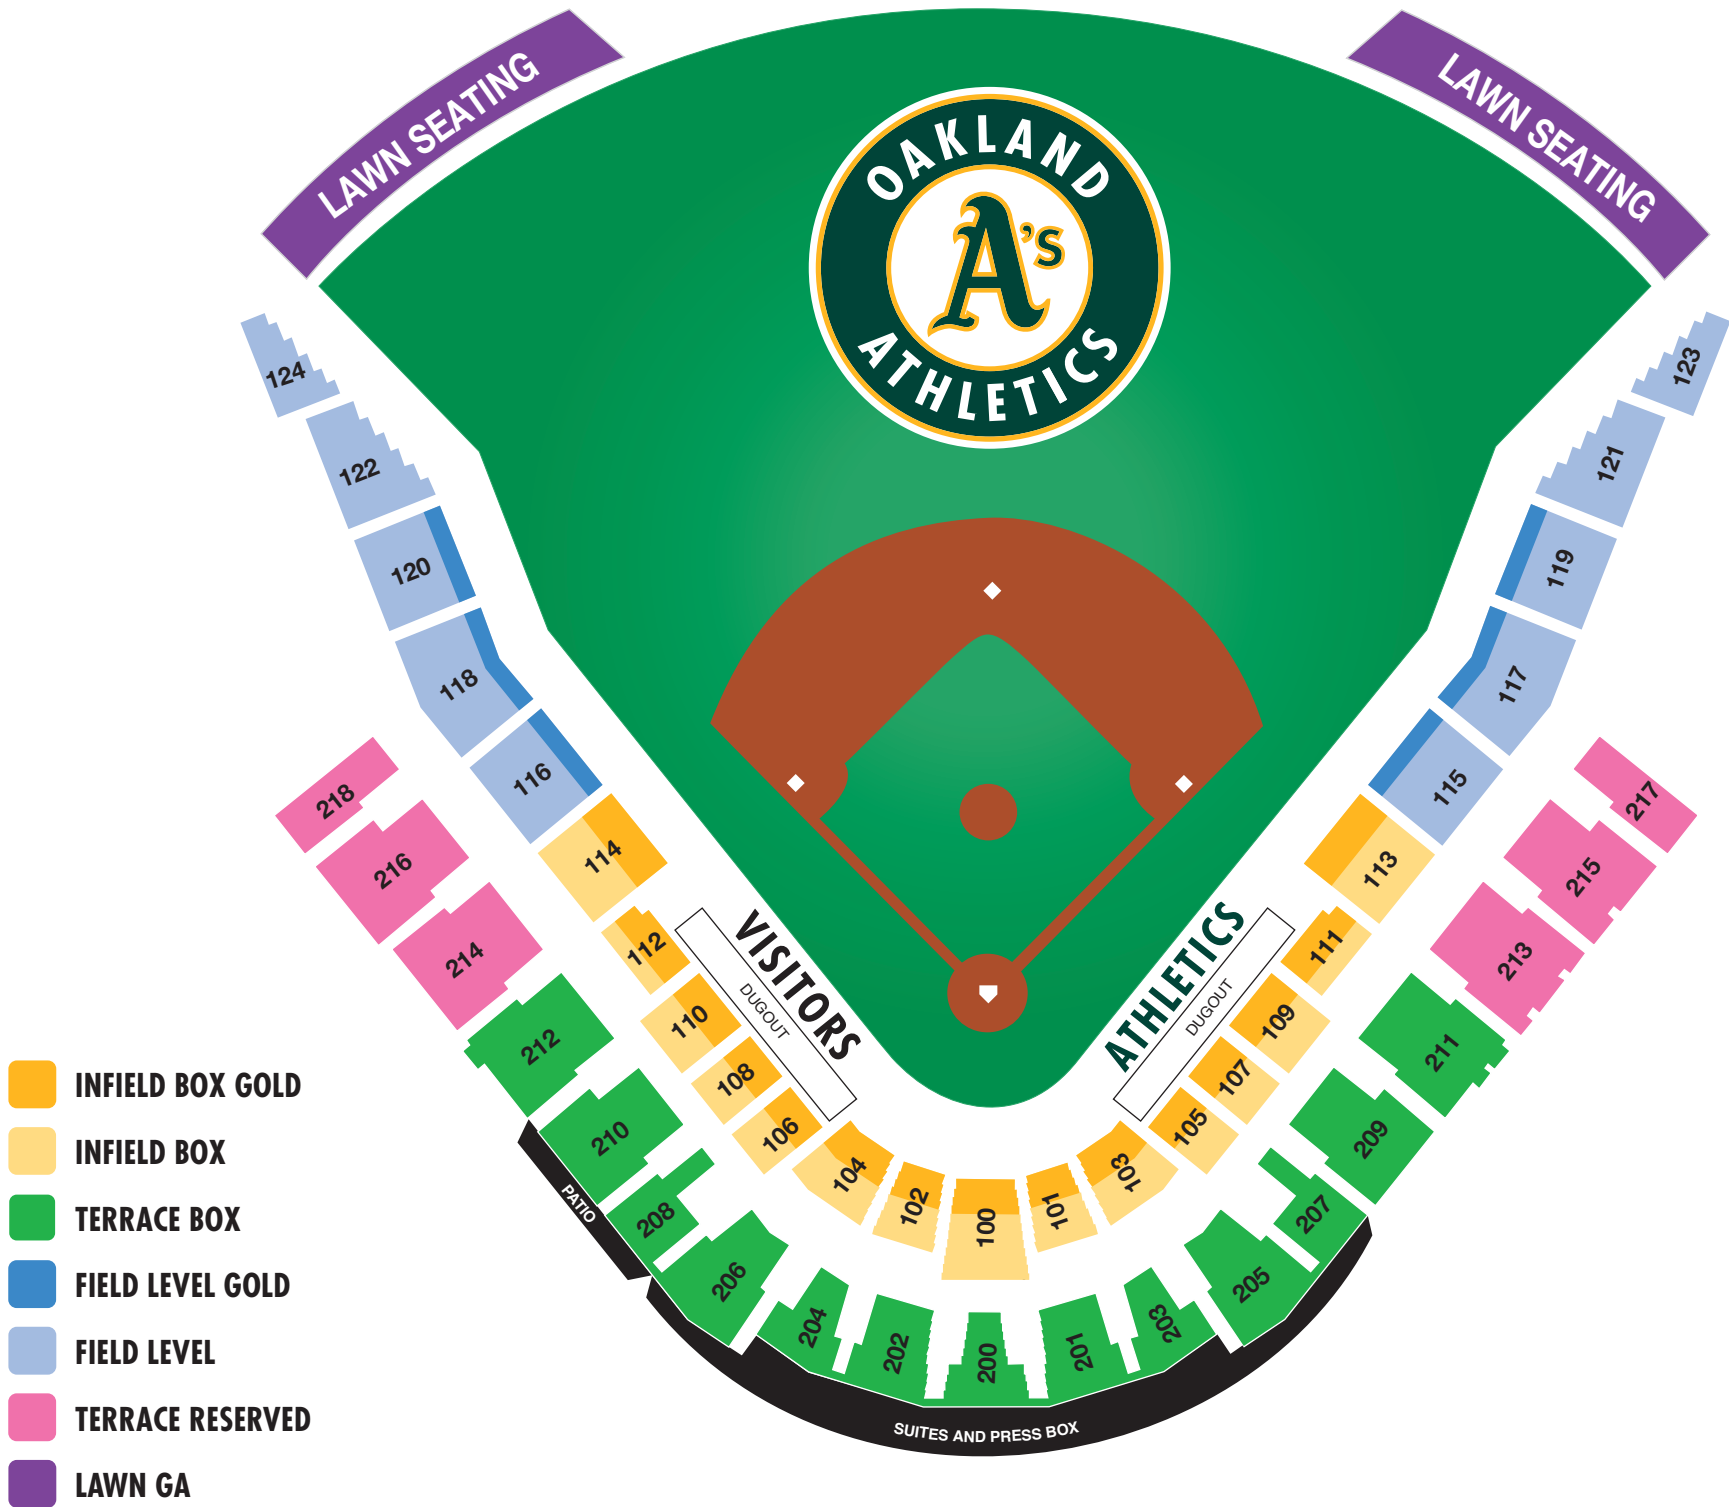 LAWN SEATING
LAWN SEATING
OAKLAND
A's
ATHLETICS
124
123
122
121
120
119
118
117
116
115
218
217
114
113
216
215
112
111
214
213
VISITORS
DUGOUT
ATHLETICS
DUGOUT
110
109
212
211
108
107
106
105
210
209
104
103
102
101
100
PATIO
208
207
206
205
204
203
202
201
200
SUITES AND PRESS BOX
INFIELD BOX GOLD
INFIELD BOX
TERRACE BOX
FIELD LEVEL GOLD
FIELD LEVEL
TERRACE RESERVED
LAWN GA